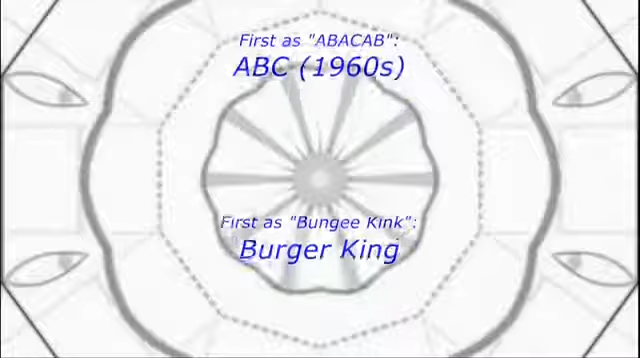 First as "ABACAB":
ABC (1960s)
First as "Bungee Kink":
Burger King